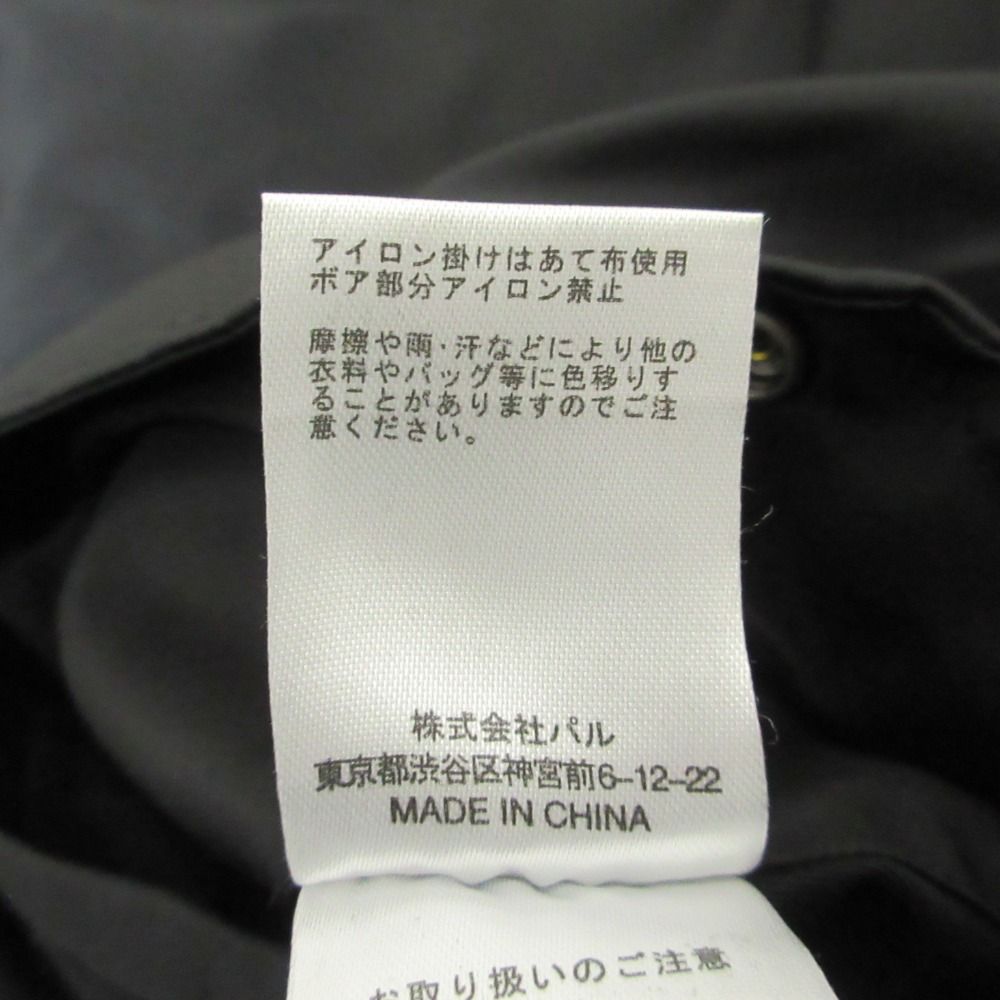 アイロン掛けはあて布使用
ボア部分アイロン禁止
摩擦や雨･汗などにより他の
衣料やバッグ等に色移りす
ることがありますのでご注
意ください。
株式会社パル
東京都渋谷区神宮前6-12-22
MADE IN CHINA
お取り扱いのご注意